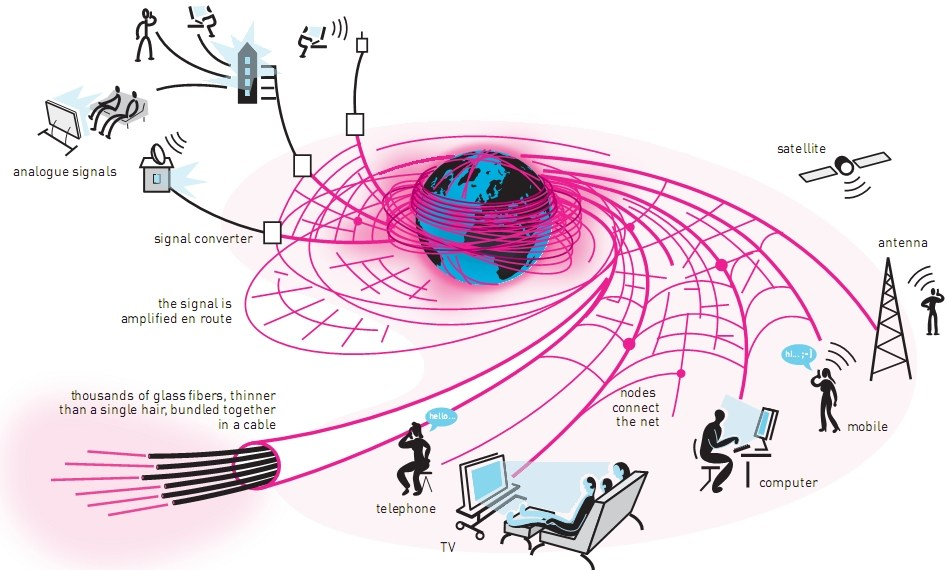 analogue signals
signal converter
the signal is
amplified en route
thousands of glass fibers, thinner
than a single hair, bundled together
in a cable
hello...
telephone
TV
nodes
connect
the net
hi... ;-)
mobile
computer
satellite
antenna